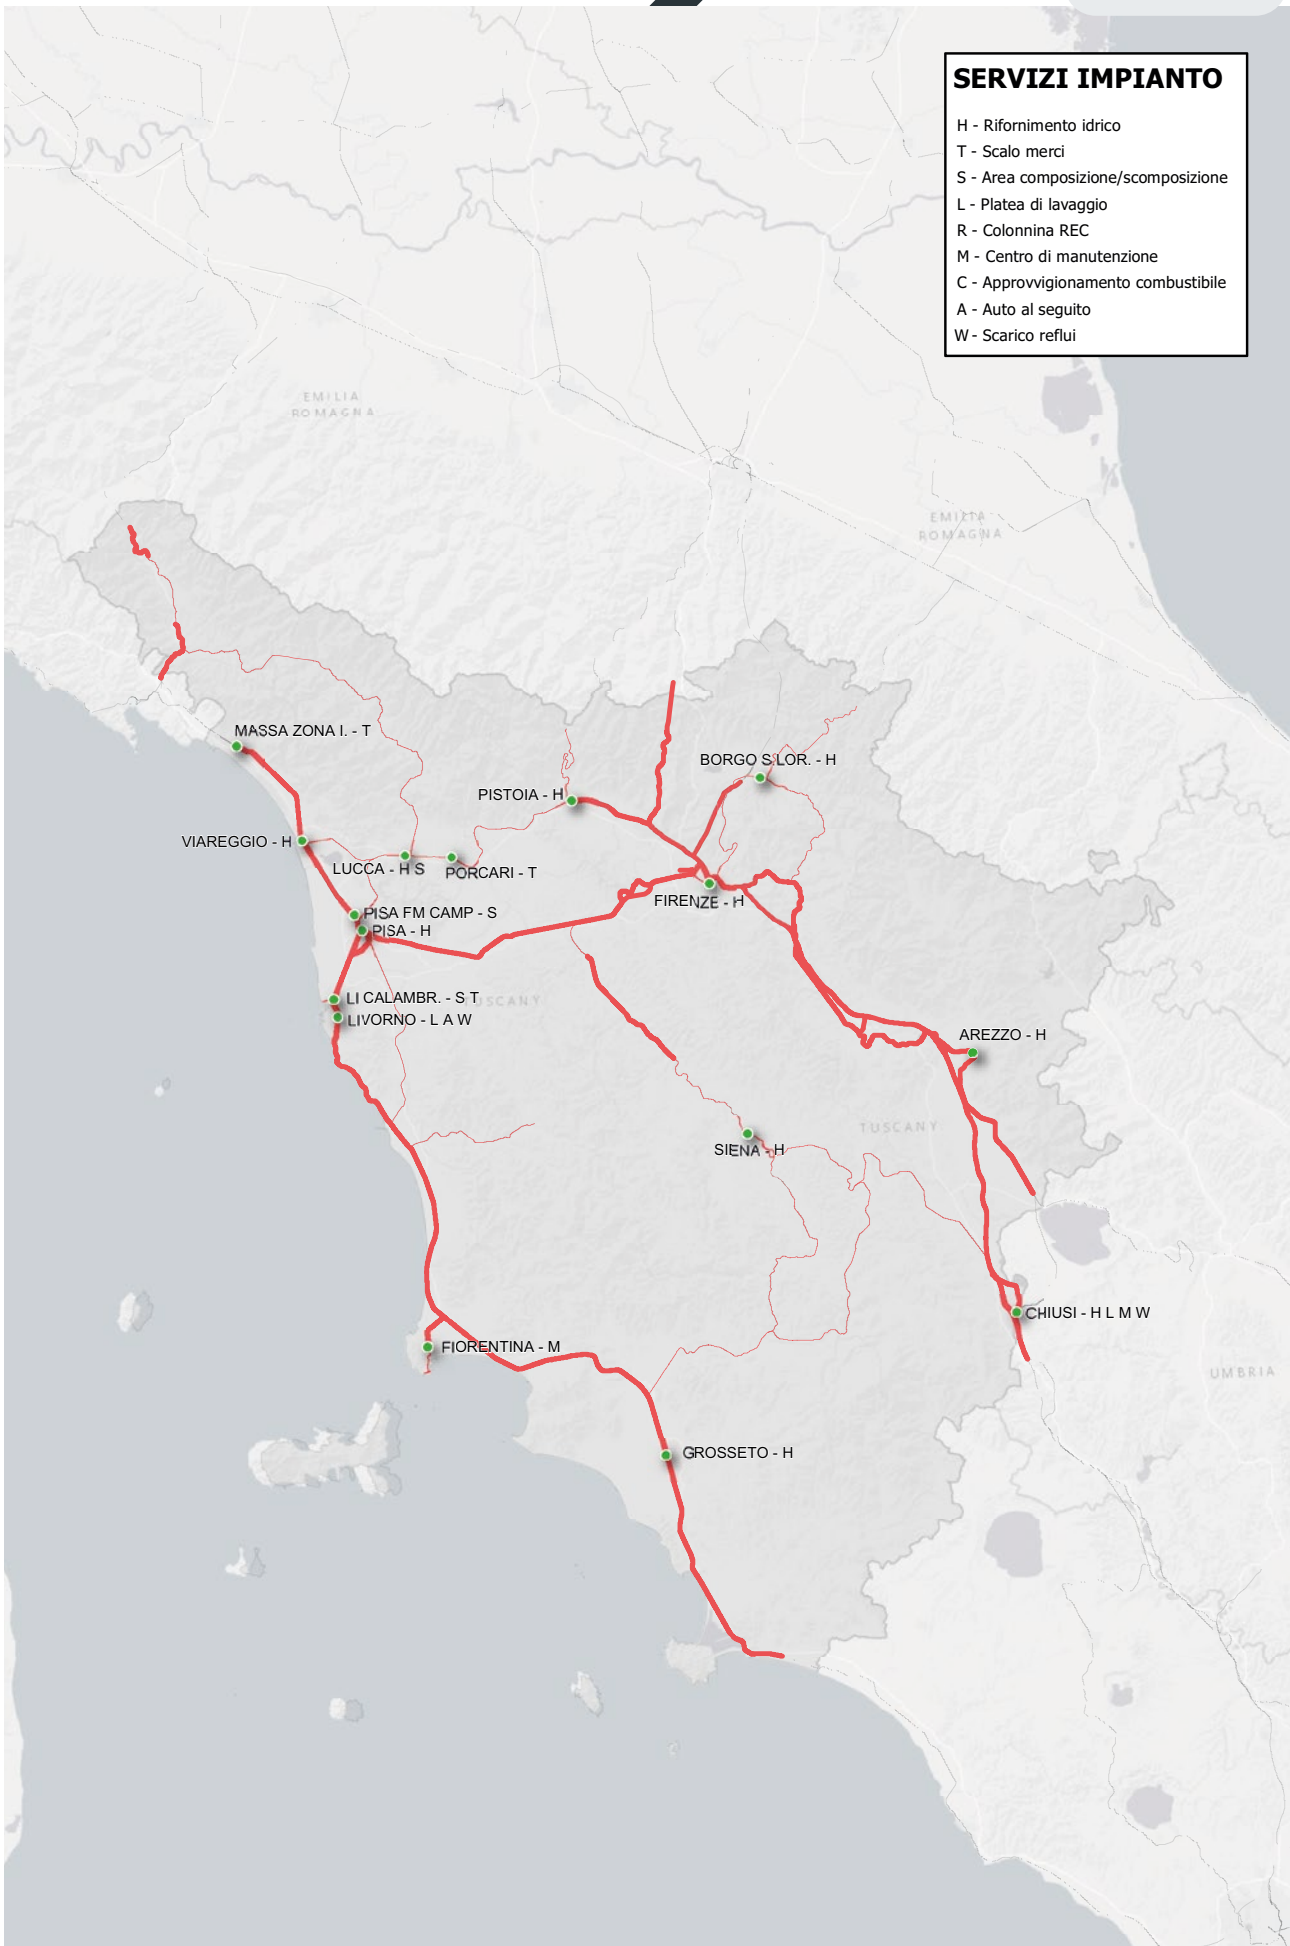 SERVIZI IMPIANTO
H - Rifornimento idrico
T - Scalo merci
S - Area composizione/scomposizione
L - Platea di lavaggio
R - Colonnina REC
M - Centro di manutenzione
C - Approvvigionamento combustibile
A - Auto al seguito
W - Scarico reflui
EMILIA
ROMAGNA
EMILIA
ROMAGNA
MASSA ZONA I. - T
BORGO S.LOR. - H
PISTOIA - H
VIAREGGIO - H
LUCCA - H S
PORCARI - T
FIRENZE - H
PISA FM CAMP - S
PISA - H
LI CALAMBR. - S T
TUSCANY
LIVORNO - L A W
AREZZO - H
TUSCANY
SIENA - H
CHIUSI - H L M W
FIORENTINA - M
UMBRIA
GROSSETO - H